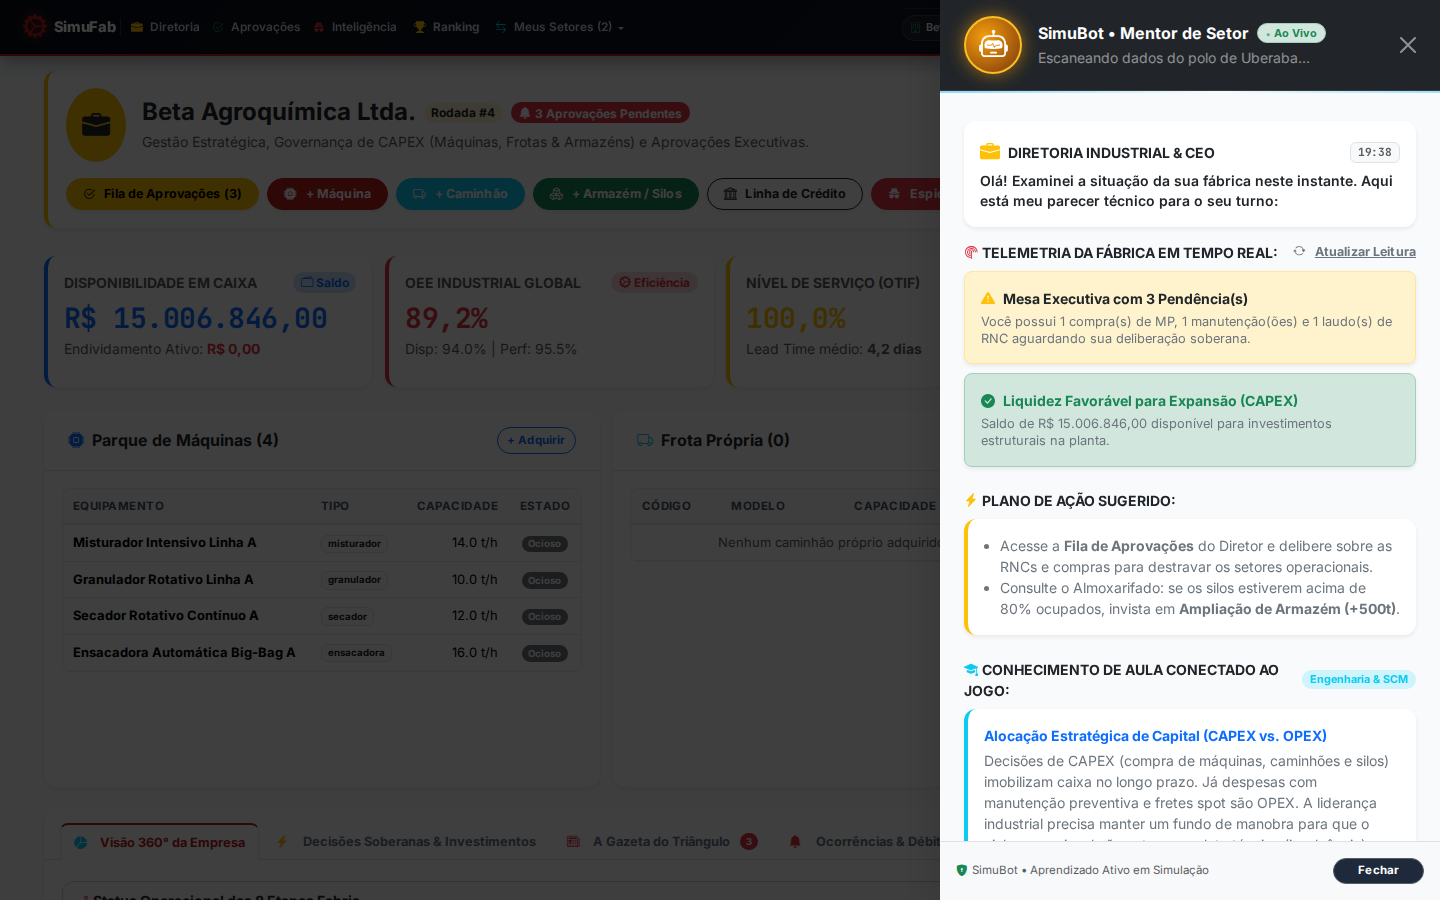 SimuFab
Diretoria
Aprovações
Inteligência
Ranking
Meus Setores (2)
Beta Agroquímica Ltda.
Rodada #4
3 Aprovações Pendentes
Gestão Estratégica, Governança de CAPEX (Máquinas, Frotas & Armazéns) e Aprovações Executivas.
Fila de Aprovações (3)
+ Máquina
+ Caminhão
+ Armazém / Silos
Linha de Crédito
DISPONIBILIDADE EM CAIXA
Saldo
R$ 15.006.846,00
Endividamento Ativo: R$ 0,00
OEE INDUSTRIAL GLOBAL
Eficiência
89,2%
Disp: 94.0% | Perf: 95.5%
NÍVEL DE SERVIÇO (OTIF)
100,0%
Lead Time médio: 4,2 dias
Parque de Máquinas (4)
+ Adquirir
EQUIPAMENTO TIPO CAPACIDADE ESTADO
Misturador Intensivo Linha A misturador 14.0 t/h Ocioso
Granulador Rotativo Linha A granulador 10.0 t/h Ocioso
Secador Rotativo Contínuo A secador 12.0 t/h Ocioso
Ensacadora Automática Big-Bag A ensacadora 16.0 t/h Ocioso
Frota Própria (0)
CÓDIGO MODELO CAPACIDADE
Nenhum caminhão próprio adquirido
Visão 360° da Empresa
Decisões Soberanas & Investimentos
A Gazeta do Triângulo
3
Ocorrências &
Status Operacional dos 8 Etapas Fabris
SimuBot • Mentor de Setor
• Ao Vivo
Escaneando dados do polo de Uberaba...
DIRETORIA INDUSTRIAL & CEO
19:38
Olá! Examinei a situação da sua fábrica neste instante. Aqui
está meu parecer técnico para o seu turno:
TELEMETRIA DA FÁBRICA EM TEMPO REAL:
Atualizar Leitura
Mesa Executiva com 3 Pendência(s)
Você possui 1 compra(s) de MP, 1 manutenção(ões) e 1 laudo(s) de
RNC aguardando sua deliberação soberana.
Liquidez Favorável para Expansão (CAPEX)
Saldo de R$ 15.006.846,00 disponível para investimentos
estruturais na planta.
PLANO DE AÇÃO SUGERIDO:
• Acesse a Fila de Aprovações do Diretor e delibere sobre as
RNCs e compras para destravar os setores operacionais.
• Consulte o Almoxarifado: se os silos estiverem acima de
80% ocupados, invista em Ampliação de Armazém (+500t).
CONHECIMENTO DE AULA CONECTADO AO
JOGO:
Engenharia & SCM
Alocação Estratégica de Capital (CAPEX vs. OPEX)
Decisões de CAPEX (compra de máquinas, caminhões e silos)
imobilizam caixa no longo prazo. Já despesas com
manutenção preventiva e fretes spot são OPEX. A liderança
industrial precisa manter um fundo de manobra para que o
SimuBot • Aprendizado Ativo em Simulação
Fechar